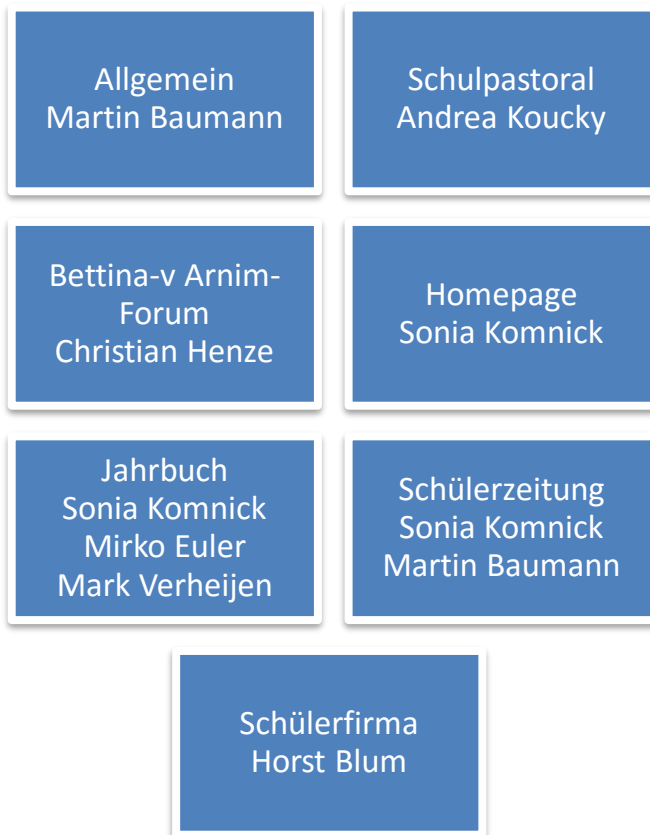 Allgemein
Martin Baumann
Schulpastoral
Andrea Koucky
Bettina-v Arnim-
Forum
Christian Henze
Homepage
Sonia Komnick
Jahrbuch
Sonia Komnick
Mirko Euler
Mark Verheijen
Schülerzeitung
Sonia Komnick
Martin Baumann
Schülerfirma
Horst Blum